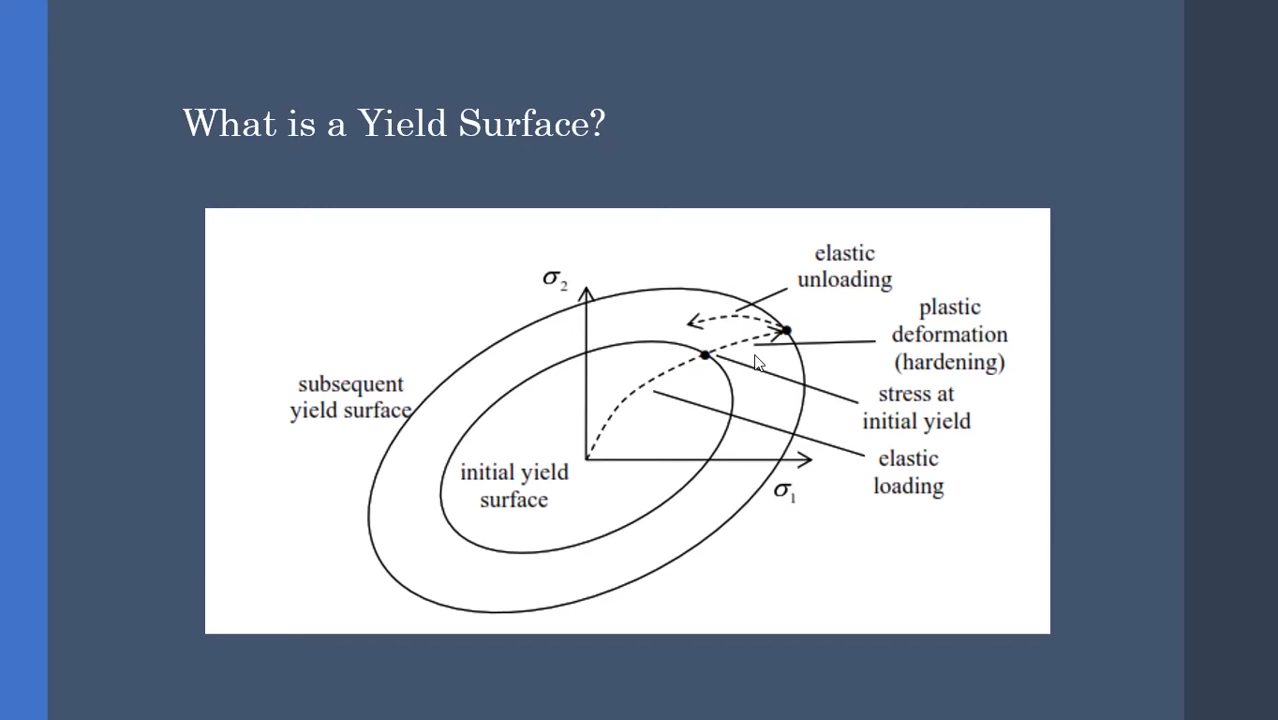 What is a Yield Surface?
σ2
elastic
unloading
plastic
deformation
(hardening)
subsequent
yield surface
stress at
initial yield
initial yield
surface
elastic
loading
σ1